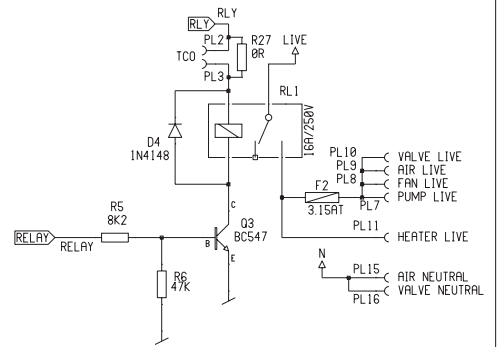 RLY
RLY
PL2
R27
0R
LIVE
TCO
PL3
RL1
16A/250V
D4
1N4148
PL10
VALVE LIVE
PL9
AIR LIVE
PL8
FAN LIVE
F2
3.15AT
PL7
PUMP LIVE
R5
8K2
C
Q3
BC547
B
E
PL11
HEATER LIVE
RELAY
RELAY
N
R6
47K
PL15
AIR NEUTRAL
PL16
VALVE NEUTRAL